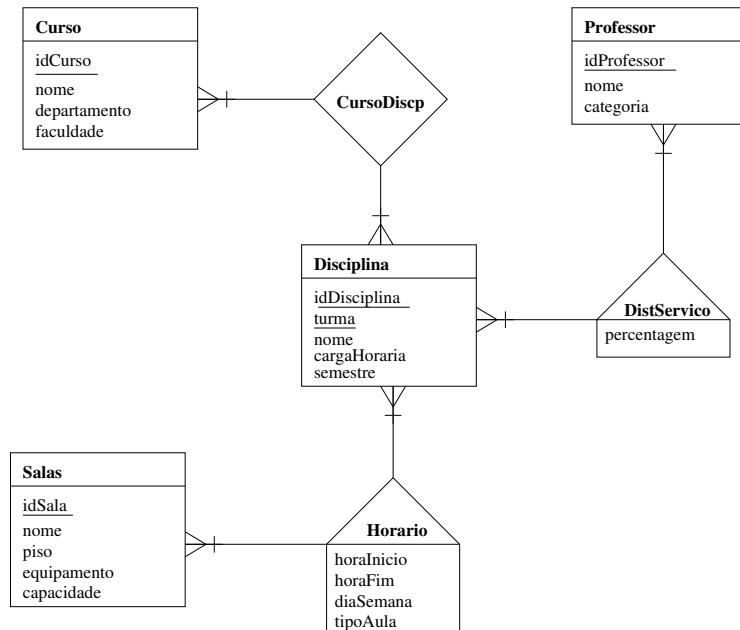 Curso
idCurso
nome
departamento
faculdade
CursoDiscp
Professor
idProfessor
nome
categoria
Disciplina
idDisciplina
turma
nome
cargaHoraria
semestre
DistServico
percentagem
Salas
idSala
nome
piso
equipamento
capacidade
Horario
horaInicio
horaFim
diaSemana
tipoAula